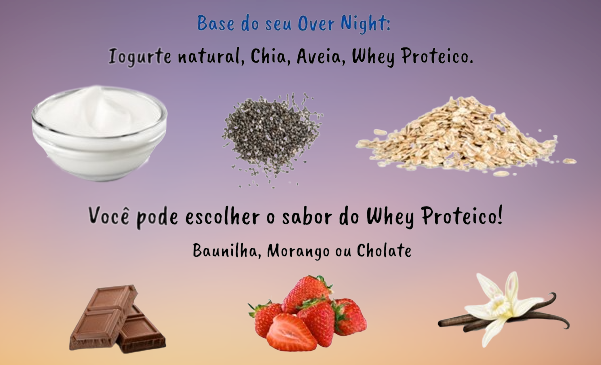 Base do seu Over Night:
Iogurte natural, Chia, Aveia, Whey Proteico.
Você pode escolher o sabor do Whey Proteico!
Baunilha, Morango ou Cholate